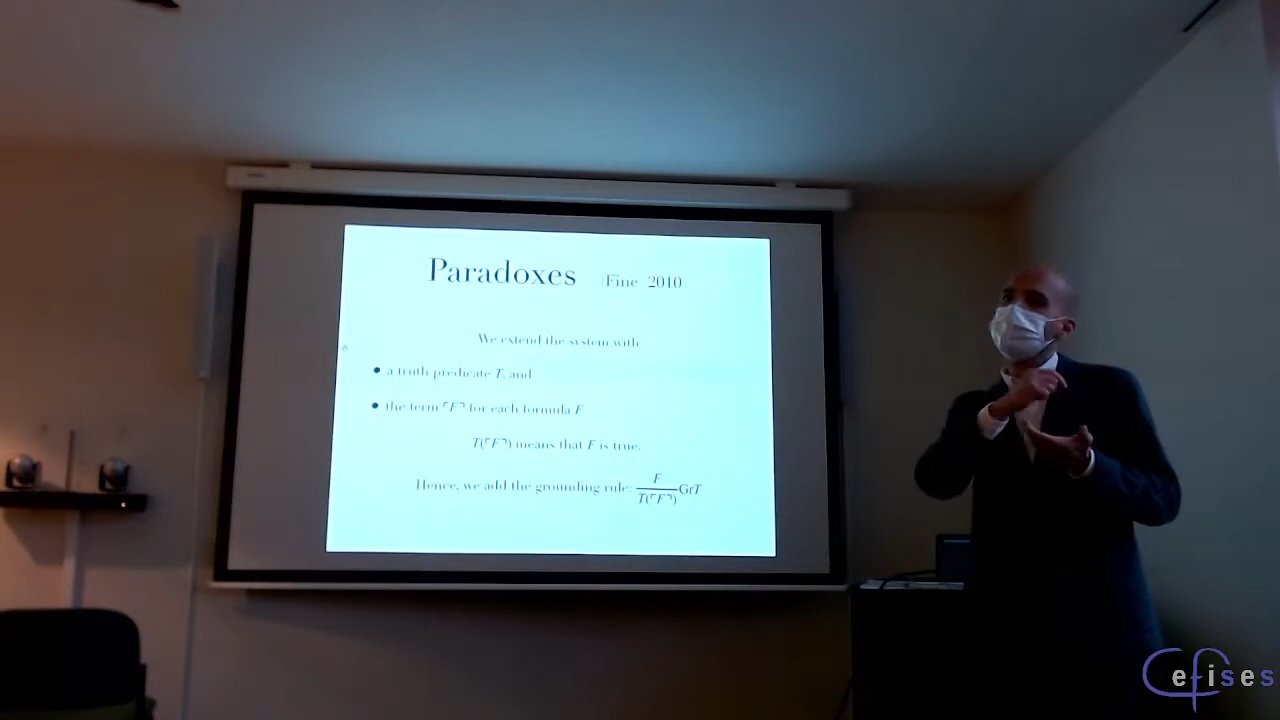 Paradoxes Fine 2010
We extend the system with
• a truth predicate T, and
• the term ⌜F⌝ for each formula F
T(⌜F⌝) means that F is true.
Hence, we add the grounding rule: F
T(⌜F⌝) GrT
Cefises